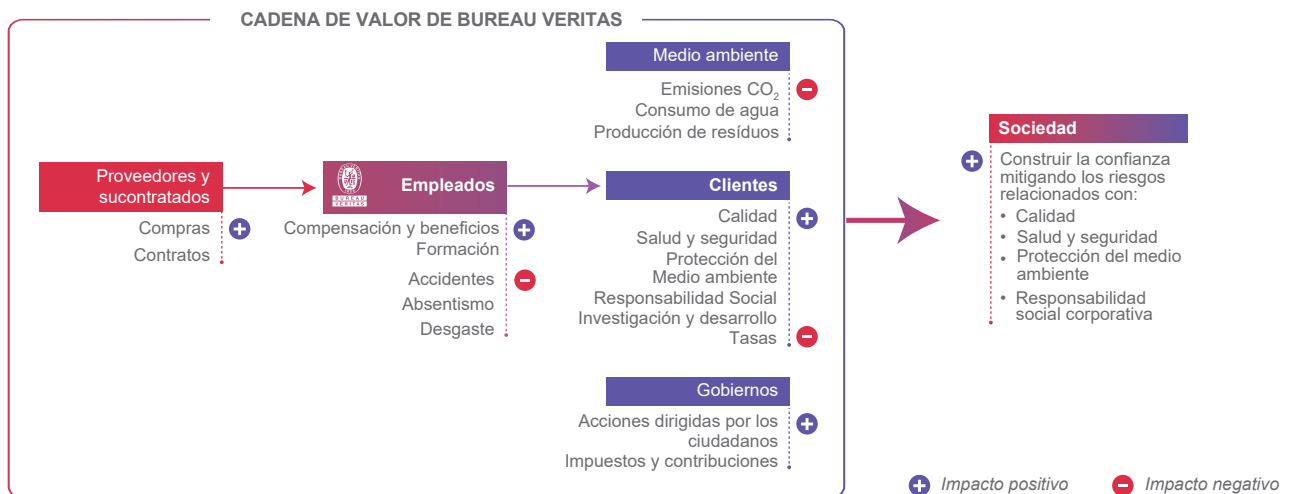 CADENA DE VALOR DE BUREAU VERITAS
Medio ambiente
Emisiones CO₂
Consumo de agua
Producción de resíduos
Proveedores y
sucontratados
Compras
Contratos
BUREAU
VERITAS
Empleados
Compensación y beneficios
Formación
Accidentes
Absentismo
Desgaste
Clientes
Calidad
Salud y seguridad
Protección del
Medio ambiente
Responsabilidad Social
Investigación y desarrollo
Tasas
Gobiernos
Acciones dirigidas por los
ciudadanos
Impuestos y contribuciones
Sociedad
Construir la confianza
mitigando los riesgos
relacionados con:
• Calidad
• Salud y seguridad
• Protección del medio
ambiente
• Responsabilidad
social corporativa
Impacto positivo
Impacto negativo